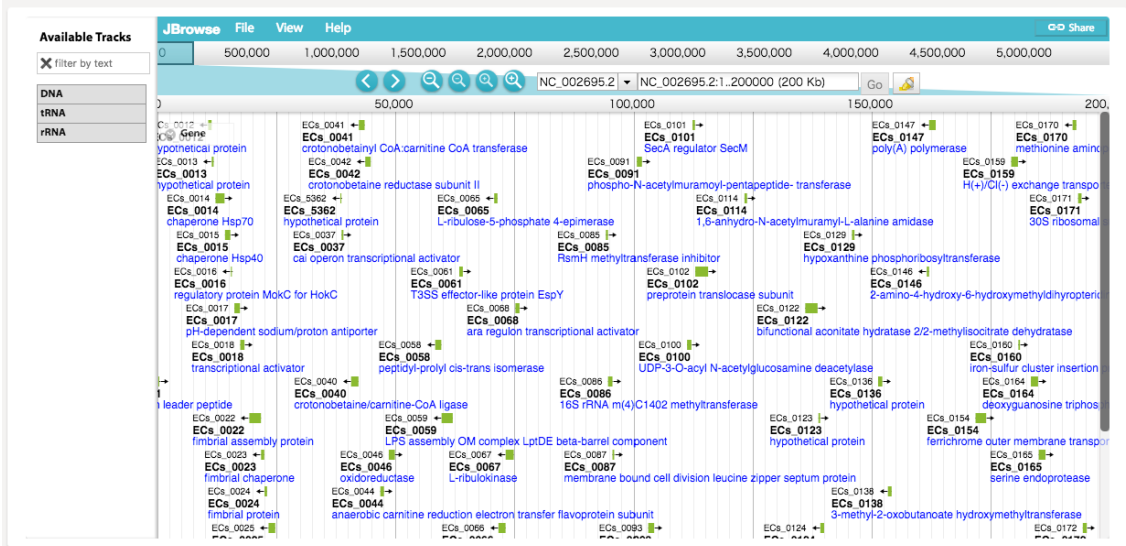 Available Tracks
filter by text
DNA
tRNA
rRNA
JBrowse File View Help Share
0 500,000 1,000,000 1,500,000 2,000,000 2,500,000 3,000,000 3,500,000 4,000,000 4,500,000 5,000,000
NC_002695.2 NC_002695.2:1..200000 (200 Kb) Go
50,000 100,000 150,000 200,
Gene
ECs_0041 ECs_0101 ECs_0147 ECs_0170
ECs_0041 ECs_0101 ECs_0147 ECs_0170
ypothetical protein crotonobetainyl CoA:carnitine CoA transferase SecA regulator SecM poly(A) polymerase methionine aminc
ECs_0013 ECs_0042 ECs_0091 ECs_0159
ECs_0013 ECs_0042 ECs_0091 ECs_0159
hypothetical protein crotonobetaine reductase subunit II phospho-N-acetylmuramoyl-pentapeptide- transferase H(+)/Cl(-) exchange transpo
ECs_0014 ECs_5362 ECs_0065 ECs_0114 ECs_0171
ECs_0014 ECs_5362 ECs_0065 ECs_0114 ECs_0171
chaperone Hsp70 hypothetical protein L-ribulose-5-phosphate 4-epimerase 1,6-anhydro-N-acetylmuramyl-L-alanine amidase 30S ribosomal
ECs_0015 ECs_0037 ECs_0085 ECs_0129
ECs_0015 ECs_0037 ECs_0085 ECs_0129
chaperone Hsp40 cai operon transcriptional activator RsmH methyltransferase inhibitor hypoxanthine phosphoribosyltransferase
ECs_0016 ECs_0061 ECs_0102 ECs_0146
ECs_0016 ECs_0061 ECs_0102 ECs_0146
regulatory protein MokC for HokC T3SS effector-like protein EspY preprotein translocase subunit 2-amino-4-hydroxy-6-hydroxymethyldihyropteridi
ECs_0017 ECs_0068 ECs_0122
ECs_0017 ECs_0068 ECs_0122
pH-dependent sodium/proton antiporter ara regulon transcriptional activator bifunctional aconitate hydratase 2/2-methylisocitrate dehydratase
ECs_0018 ECs_0058 ECs_0100 ECs_0160
ECs_0018 ECs_0058 ECs_0100 ECs_0160
transcriptional activator peptidyl-prolyl cis-trans isomerase UDP-3-O-acyl N-acetylglucosamine deacetylase iron-sulfur cluster insertion
ECs_0040 ECs_0086 ECs_0136 ECs_0164
ECs_0040 ECs_0086 ECs_0136 ECs_0164
leader peptide crotonobetaine/carnitine-CoA ligase 16S rRNA m(4)C1402 methyltransferase hypothetical protein deoxyguanosine triphos
ECs_0022 ECs_0059 ECs_0123 ECs_0154
ECs_0022 ECs_0059 ECs_0123 ECs_0154
fimbrial assembly protein LPS assembly OM complex LptDE beta-barrel component hypothetical protein ferrichrome outer membrane transpor
ECs_0023 ECs_0046 ECs_0067 ECs_0087 ECs_0165
ECs_0023 ECs_0046 ECs_0067 ECs_0087 ECs_0165
fimbrial chaperone oxidoreductase L-ribulokinase membrane bound cell division leucine zipper septum protein serine endoprotease
ECs_0024 ECs_0044 ECs_0138
ECs_0024 ECs_0044 ECs_0138
fimbrial protein anaerobic carnitine reduction electron transfer flavoprotein subunit 3-methyl-2-oxobutanoate hydroxymethyltransferase
ECs_0025 ECs_0066 ECs_0093 ECs_0124 ECs_0172